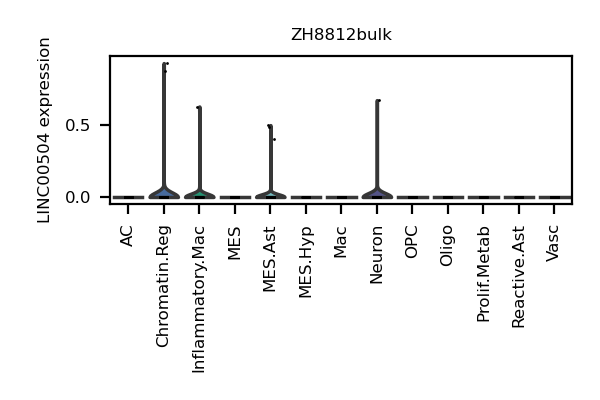 ZH8812bulk
LINC00504 expression
0.5
0.0
AC
Chromatin.Reg
Inflammatory.Mac
MES
MES.Ast
MES.Hyp
Mac
Neuron
OPC
Oligo
Prolif.Metab
Reactive.Ast
Vasc